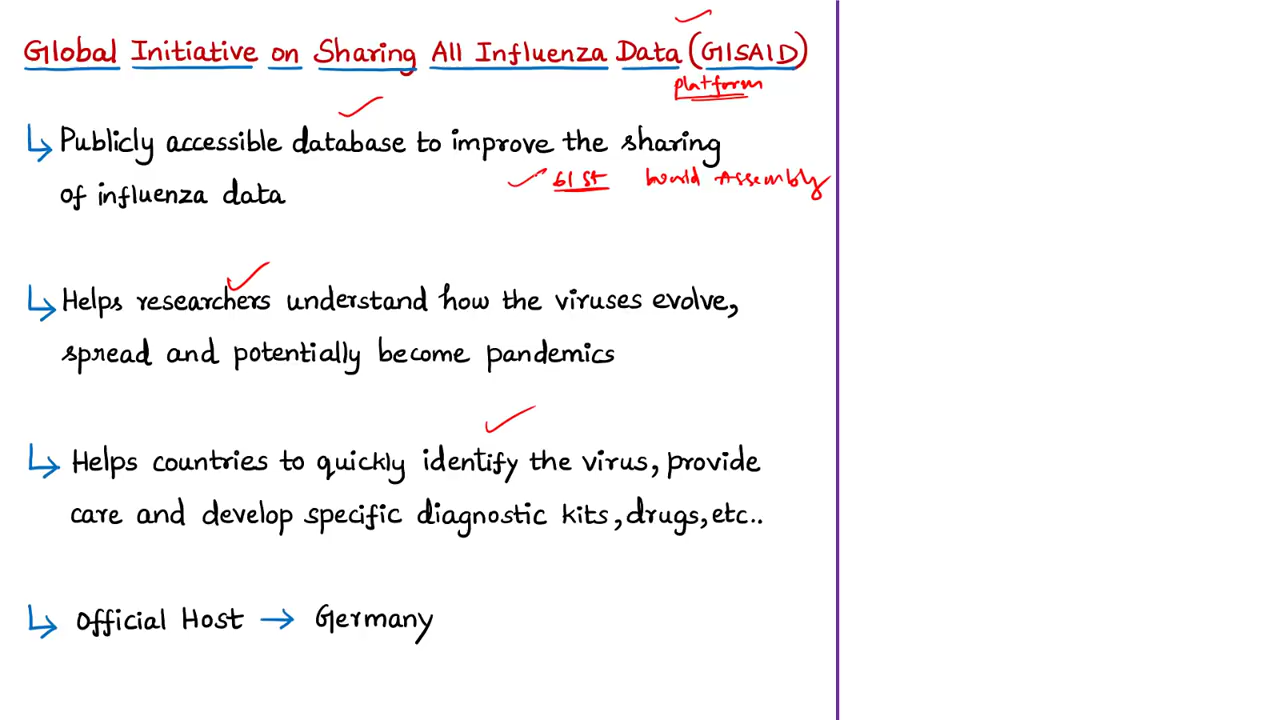 Global Initiative on Sharing All Influenza Data (GISAID)
platform
Publicly accessible database to improve the sharing
61st World Assembly
of influenza data
Helps researchers understand how the viruses evolve,
spread and potentially become pandemics
Helps countries to quickly identify the virus, provide
care and develop specific diagnostic kits, drugs, etc..
Official Host → Germany